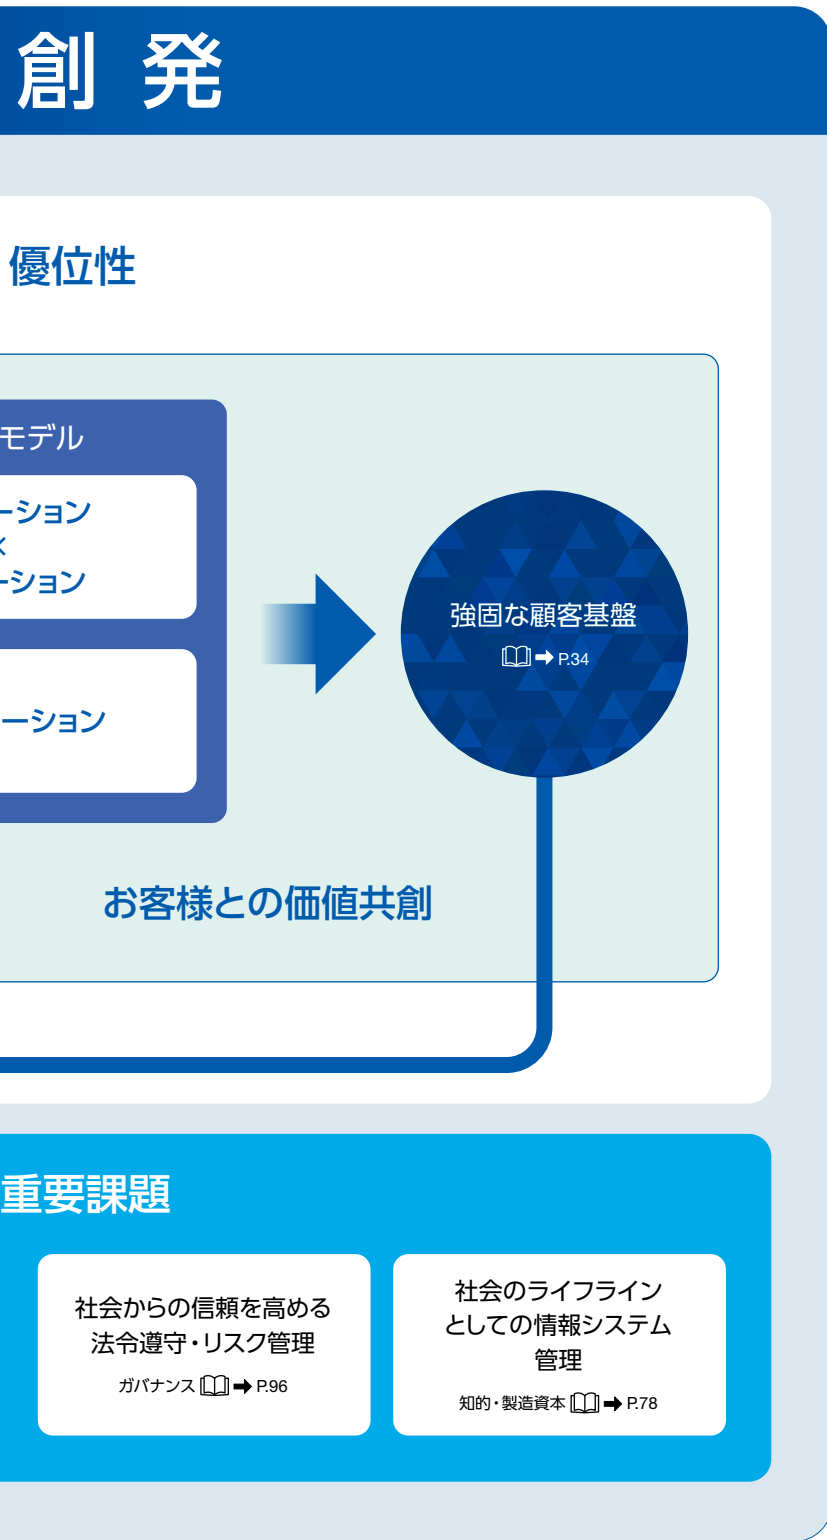 創発
優位性
モデル
ーション
×
ーション
ーション
強固な顧客基盤
➡ P.34
お客様との価値共創
重要課題
社会からの信頼を高める
法令遵守・リスク管理
ガバナンス ➡ P.96
社会のライフライン
としての情報システム
管理
知的・製造資本 ➡ P.78